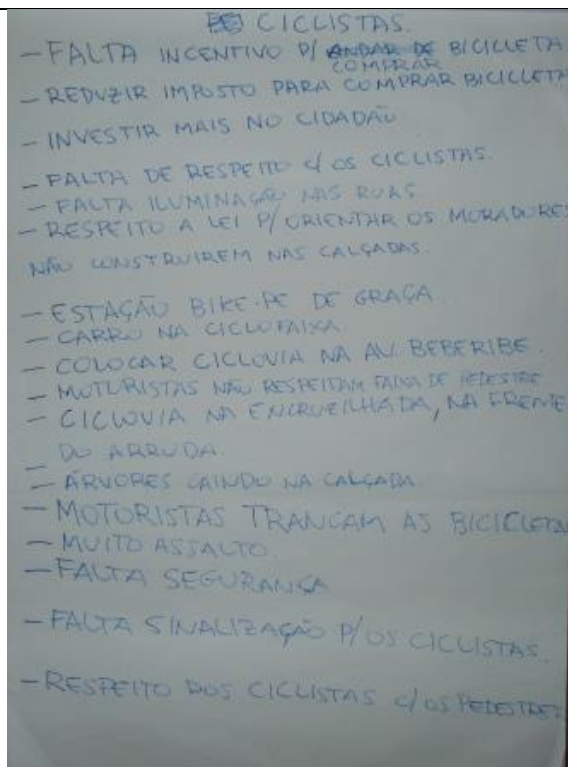 CICLISTAS.
- FALTA INCENTIVO P/ ANDAR DE BICICLETA
COMPRAR
- REDUZIR IMPOSTO PARA COMPRAR BICICLETA
- INVESTIR MAIS NO CIDADÃO
- FALTA DE RESPEITO C/ OS CICLISTAS.
- FALTA ILUMINAÇÃO NAS RUAS
- RESPEITO A LEI P/ ORIENTAR OS MORADORES
NÃO CONSTRUIREM NAS CALÇADAS.
- ESTAÇÃO BIKE-PE DE GRAÇA
- CARRO NA CICLOFAIXA
- COLOCAR CICLOVIA NA AV. BEBERIBE.
- MOTORISTAS NÃO RESPEITAM FAIXA DE PEDESTRE
- CICLOVIA NA ENCRUZILHADA, NA FRENTE
DO ARRUDA.
- ÁRVORES CAINDO NA CALÇADA
- MOTORISTAS TRANCAM AS BICICLETA
- MUITO ASSALTO.
- FALTA SEGURANÇA
- FALTA SINALIZAÇÃO P/ OS CICLISTAS.
- RESPEITO DOS CICLISTAS C/ OS PEDESTRE